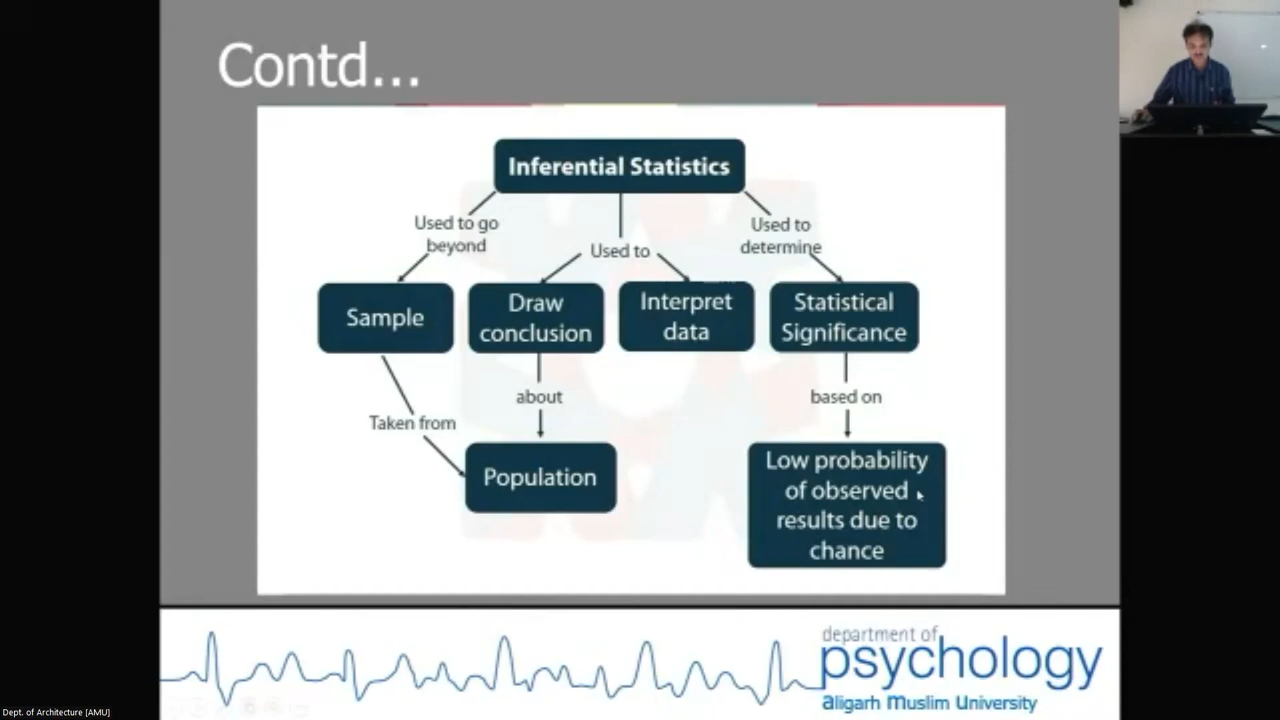 Contd...
Inferential Statistics
Used to go
beyond
Used to
Used to
determine
Sample
Draw
conclusion
Interpret
data
Statistical
Significance
Taken from
about
based on
Population
Low probability
of observed
results due to
chance
department of
psychology
aligarh muslim university
Dept. of Architecture [AMU]